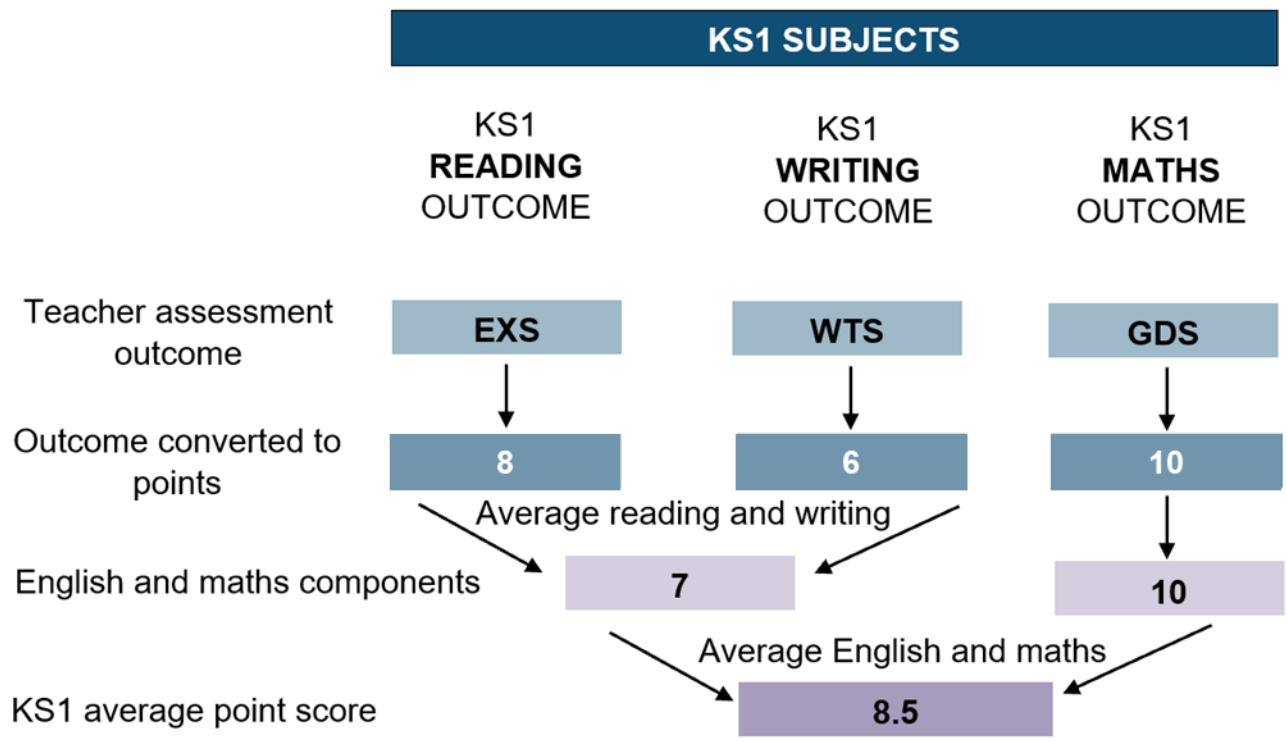 KS1 SUBJECTS
KS1
READING
OUTCOME
KS1
WRITING
OUTCOME
KS1
MATHS
OUTCOME
Teacher assessment
outcome
EXS
WTS
GDS
Outcome converted to
points
8
6
10
Average reading and writing
English and maths components
7
10
Average English and maths
KS1 average point score
8.5